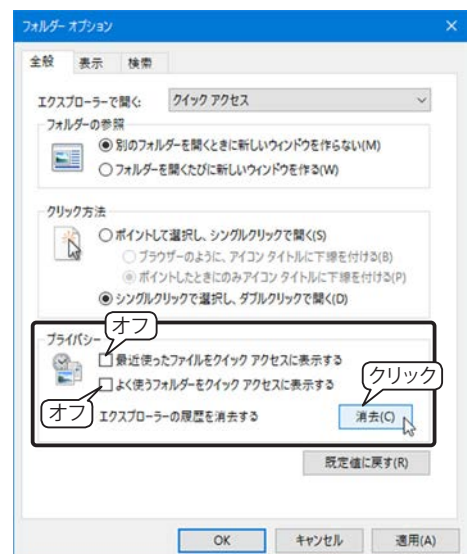 フォルダー オプション
全般 表示 検索
エクスプローラーで開く: クイック アクセス
フォルダーの参照
別のフォルダーを開くときに新しいウィンドウを作らない(M)
フォルダーを開くたびに新しいウィンドウを作る(W)
クリック方法
ポイントして選択し、シングルクリックで開く(S)
ブラウザーのように、アイコン タイトルに下線を付ける(B)
ポイントしたときにのみアイコン タイトルに下線を付ける(P)
シングルクリックで選択し、ダブルクリックで開く(D)
オフ
プライバシー
最近使ったファイルをクイック アクセスに表示する
クリック
よく使うフォルダーをクイック アクセスに表示する
オフ
エクスプローラーの履歴を消去する 消去(C)
既定値に戻す(R)
OK キャンセル 適用(A)